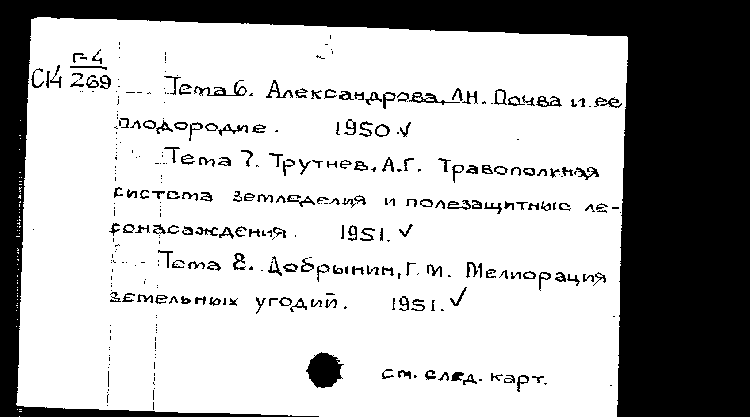 Г-4
С14 269
Тема 6. Александрова, Л.Н. Почва и ее
плодородие. 1950. ✓
Тема 7. Трутнев, А.Г. Травопольная
система земледелия и полезащитные ле-
сонасаждения. 1951. ✓
Тема 8. Добрынин, Г.М. Мелиорация
земельных угодий. 1951. ✓
см. след. карт.